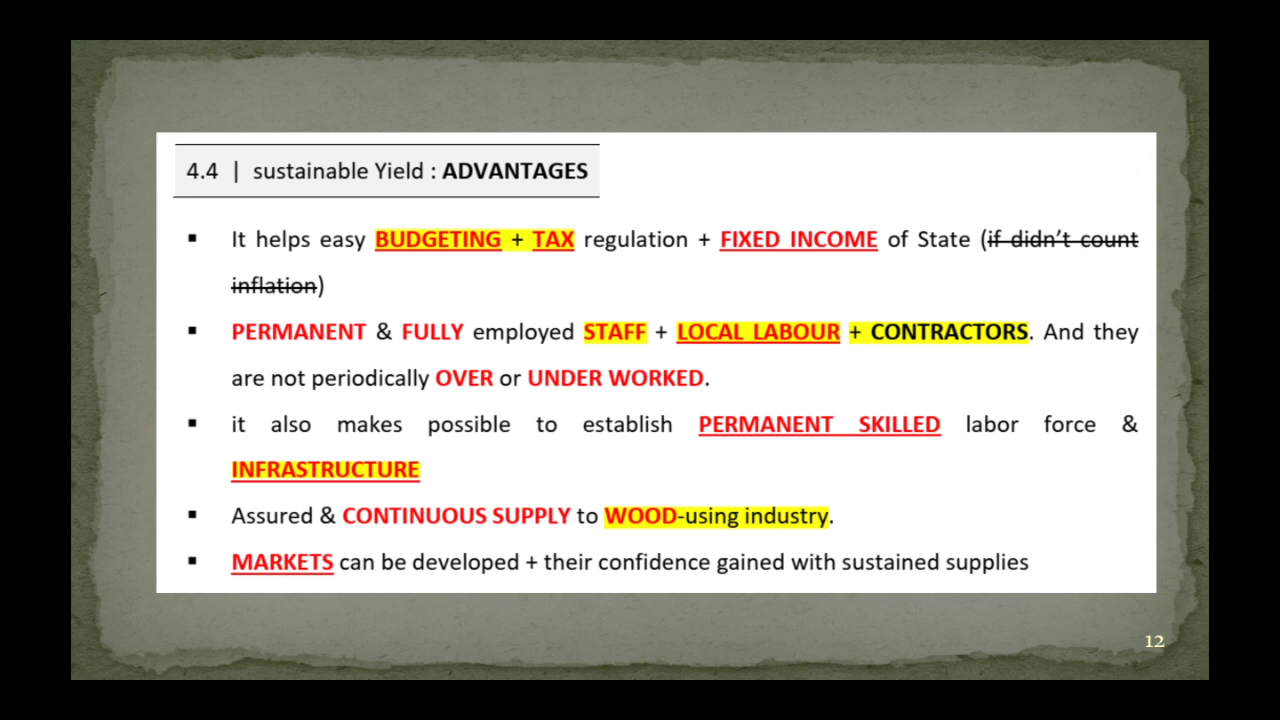 4.4 | sustainable Yield : ADVANTAGES
▪ It helps easy BUDGETING + TAX regulation + FIXED INCOME of State (if didn't count
inflation)
▪ PERMANENT & FULLY employed STAFF + LOCAL LABOUR + CONTRACTORS. And they
are not periodically OVER or UNDER WORKED.
▪ it also makes possible to establish PERMANENT SKILLED labor force &
INFRASTRUCTURE
▪ Assured & CONTINUOUS SUPPLY to WOOD-using industry.
▪ MARKETS can be developed + their confidence gained with sustained supplies
12